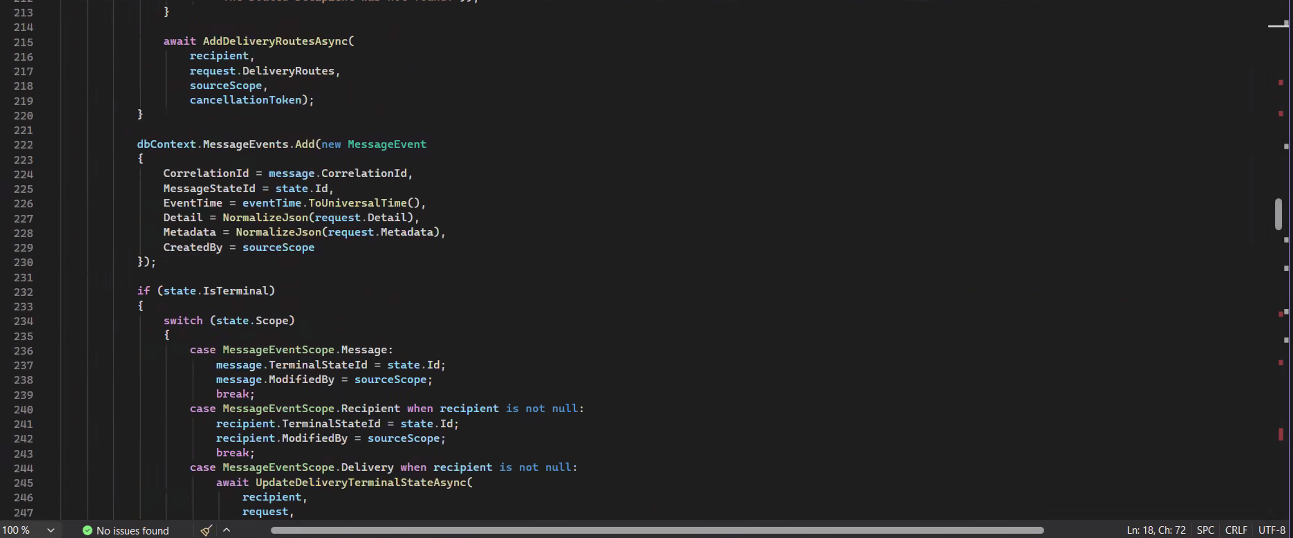 213 }
214
215 await AddDeliveryRoutesAsync(
216 recipient,
217 request.DeliveryRoutes,
218 sourceScope,
219 cancellationToken);
220 }
221
222 dbContext.MessageEvents.Add(new MessageEvent
223 {
224 CorrelationId = message.CorrelationId,
225 MessageStateId = state.Id,
226 EventTime = eventTime.ToUniversalTime(),
227 Detail = NormalizeJson(request.Detail),
228 Metadata = NormalizeJson(request.Metadata),
229 CreatedBy = sourceScope
230 });
231
232 if (state.IsTerminal)
233 {
234 switch (state.Scope)
235 {
236 case MessageEventScope.Message:
237 message.TerminalStateId = state.Id;
238 message.ModifiedBy = sourceScope;
239 break;
240 case MessageEventScope.Recipient when recipient is not null:
241 recipient.TerminalStateId = state.Id;
242 recipient.ModifiedBy = sourceScope;
243 break;
244 case MessageEventScope.Delivery when recipient is not null:
245 await UpdateDeliveryTerminalStateAsync(
246 recipient,
247 request,
100 % No issues found Ln: 18, Ch: 72 SPC CRLF UTF-8